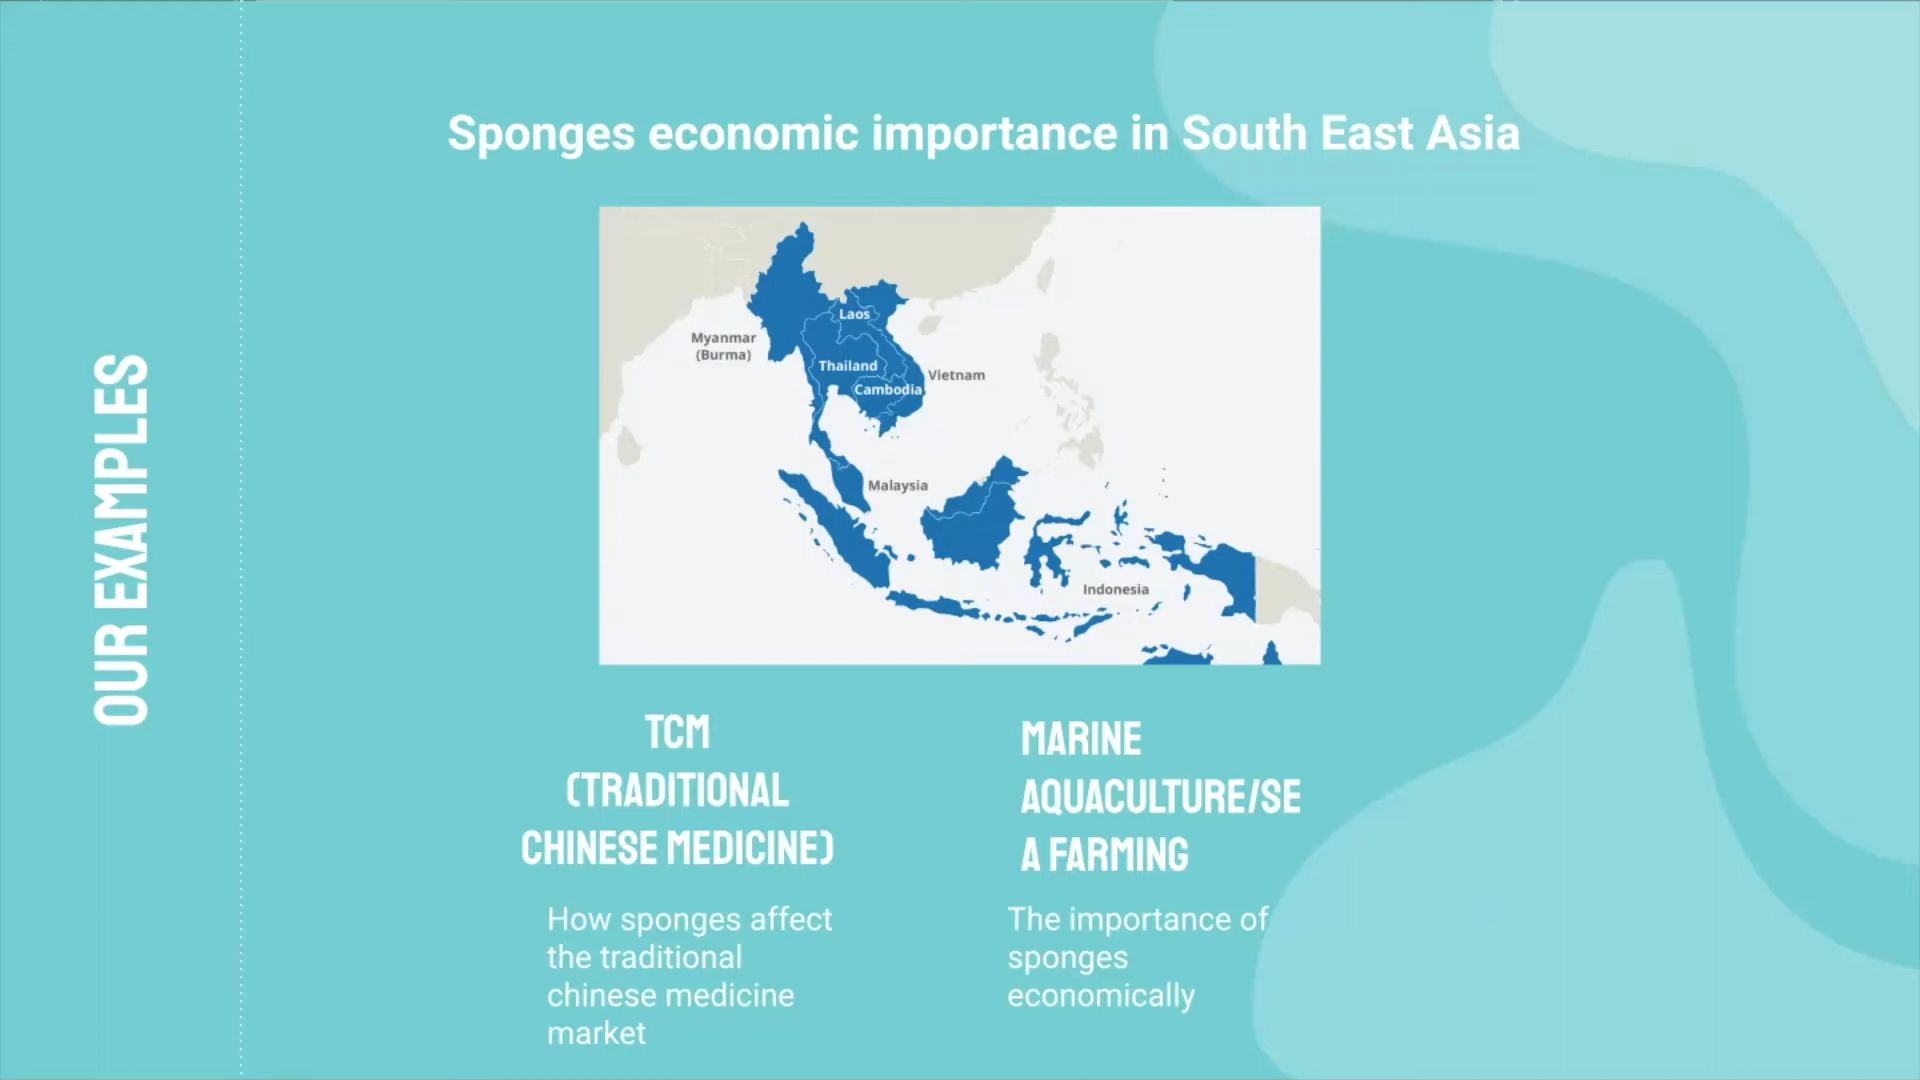 OUR EXAMPLES
Sponges economic importance in South East Asia
Laos
Myanmar
(Burma)
Thailand
Vietnam
Cambodia
Malaysia
Indonesia
TCM
(TRADITIONAL
CHINESE MEDICINE)
How sponges affect
the traditional
chinese medicine
market
MARINE
AQUACULTURE/SE
A FARMING
The importance of
sponges
economically